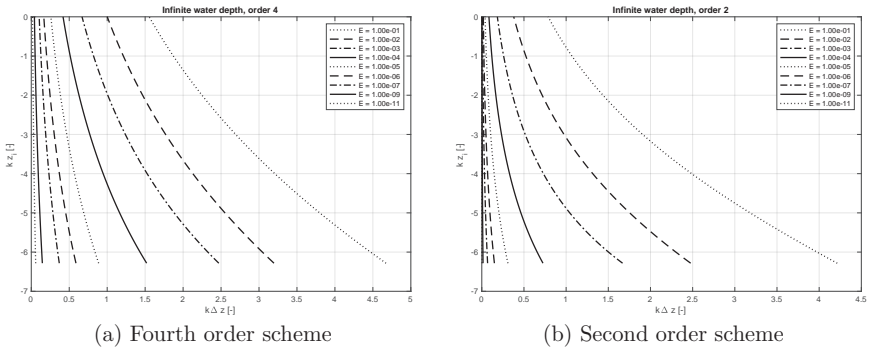 Infinite water depth, order 4
0
-1
-2
-3
-4
-5
-6
-7
k z_i [-]
0
0.5
1
1.5
2
2.5
3
3.5
4
4.5
5
k Δ z [-]
E = 1.00e-01
E = 1.00e-02
E = 1.00e-03
E = 1.00e-04
E = 1.00e-05
E = 1.00e-06
E = 1.00e-07
E = 1.00e-09
E = 1.00e-11
(a) Fourth order scheme
Infinite water depth, order 2
0
-1
-2
-3
-4
-5
-6
-7
k z_i [-]
0
0.5
1
1.5
2
2.5
3
3.5
4
4.5
k Δ z [-]
E = 1.00e-01
E = 1.00e-02
E = 1.00e-03
E = 1.00e-04
E = 1.00e-05
E = 1.00e-06
E = 1.00e-07
E = 1.00e-09
E = 1.00e-11
(b) Second order scheme